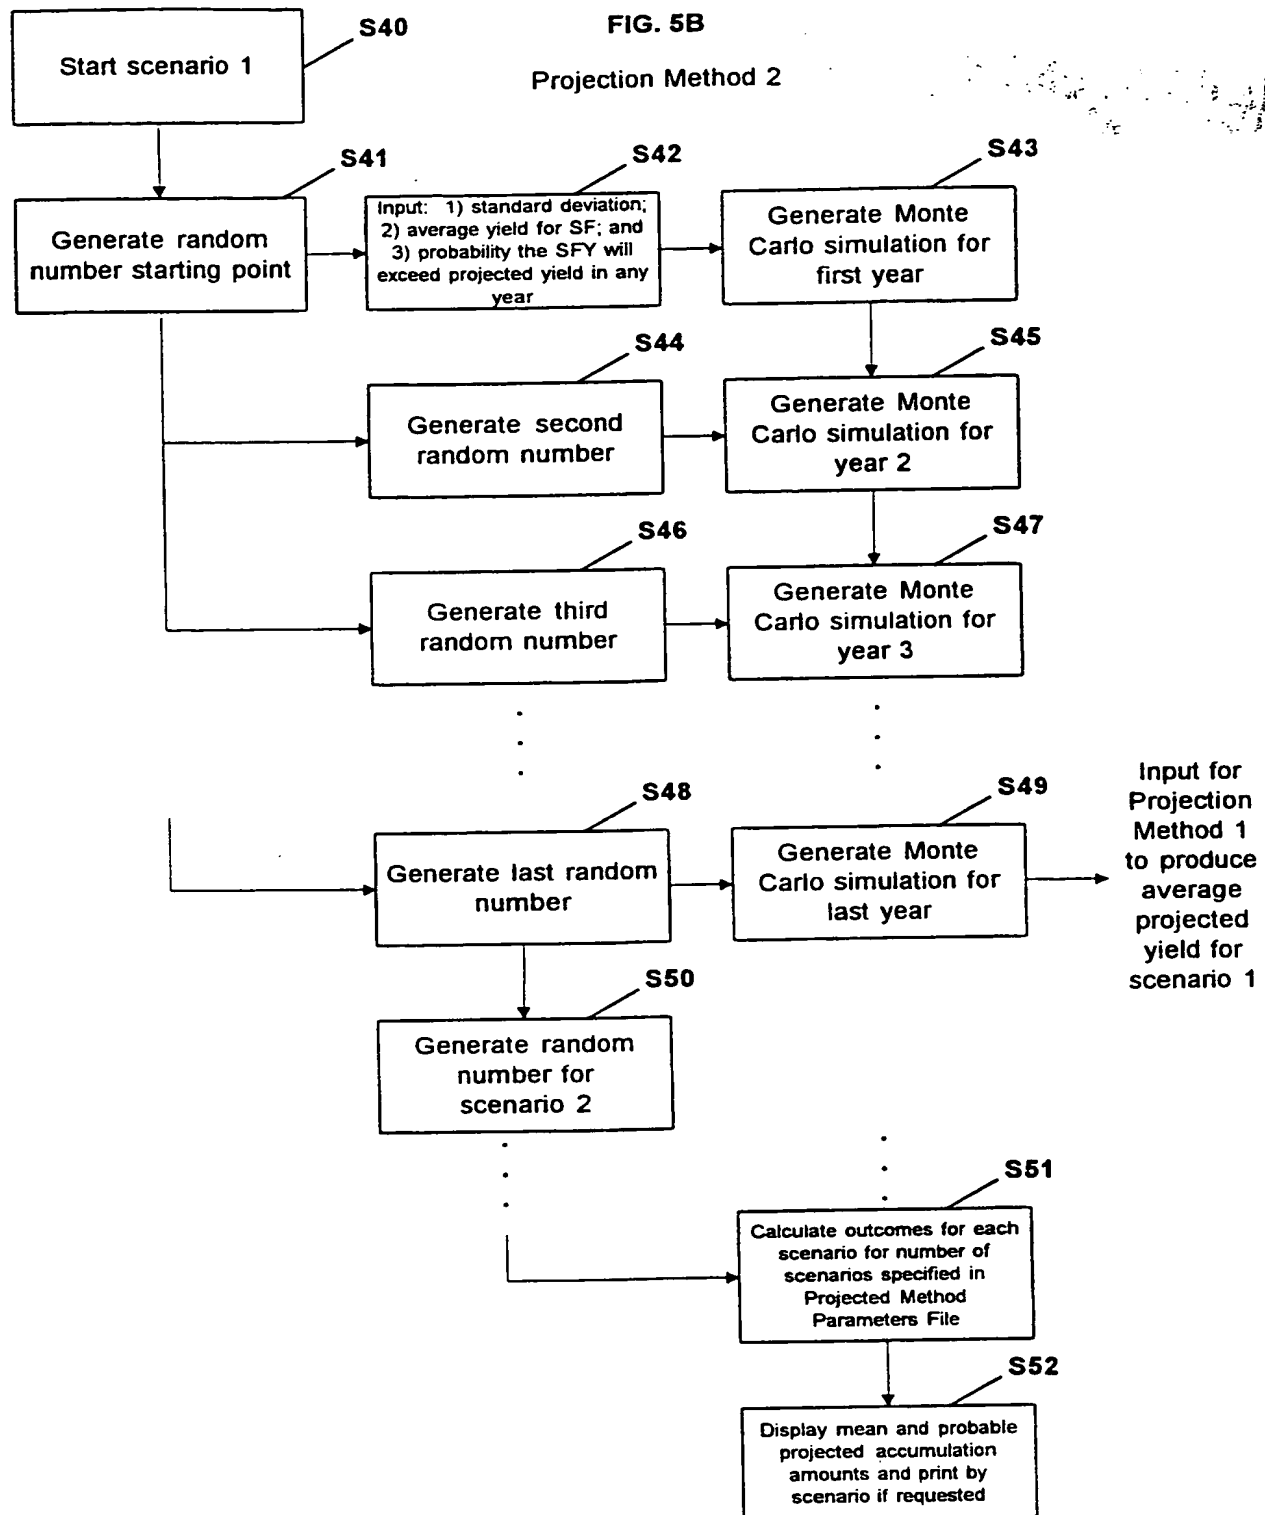 FIG. 5B
Projection Method 2
S40
Start scenario 1
S41
Generate random
number starting point
S42
Input: 1) standard deviation;
2) average yield for SF; and
3) probability the SFY will
exceed projected yield in any
year
S43
Generate Monte
Carlo simulation for
first year
S44
Generate second
random number
S45
Generate Monte
Carlo simulation for
year 2
S46
Generate third
random number
S47
Generate Monte
Carlo simulation for
year 3
S48
Generate last random
number
S49
Generate Monte
Carlo simulation for
last year
Input for
Projection
Method 1
to produce
average
projected
yield for
scenario 1
S50
Generate random
number for
scenario 2
S51
Calculate outcomes for each
scenario for number of
scenarios specified in
Projected Method
Parameters File
S52
Display mean and probable
projected accumulation
amounts and print by
scenario if requested